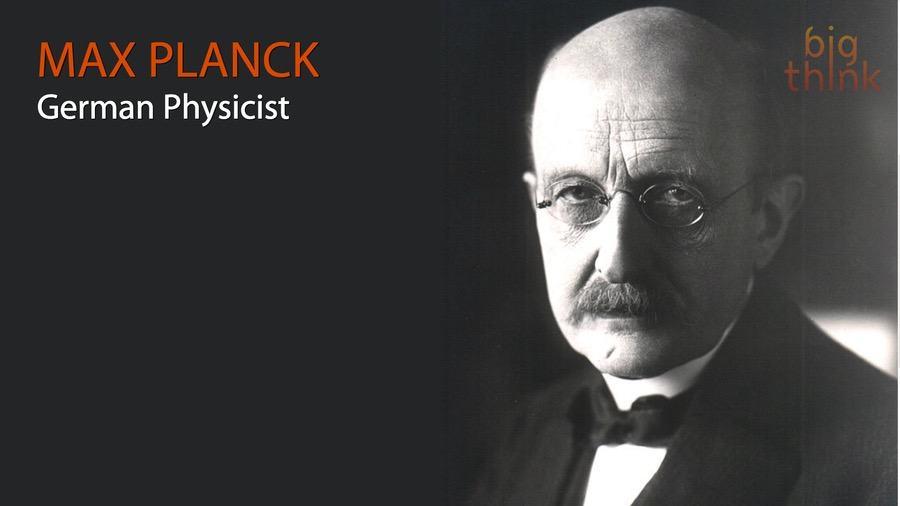 MAX PLANCK
German Physicist
big
think